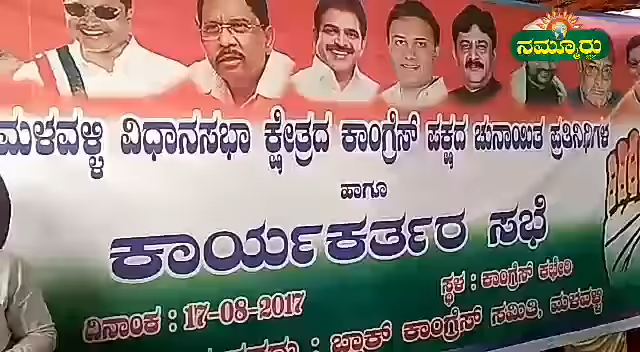 ನಮ್ಮೂರು
ಮಳವಳ್ಳಿ ವಿಧಾನಸಭಾ ಕ್ಷೇತ್ರದ ಕಾಂಗ್ರೆಸ್ ಪಕ್ಷದ ಚುನಾಯಿತ ಪ್ರತಿನಿಧಿಗಳ
ಹಾಗೂ
ಕಾರ್ಯಕರ್ತರ ಸಭೆ
ದಿನಾಂಕ : 17-08-2017
ಸ್ಥಳ : ಕಾಂಗ್ರೆಸ್ ಕಛೇರಿ
: ಬ್ಲಾಕ್ ಕಾಂಗ್ರೆಸ್ ಸಮಿತಿ, ಮಳವಳ್ಳಿ